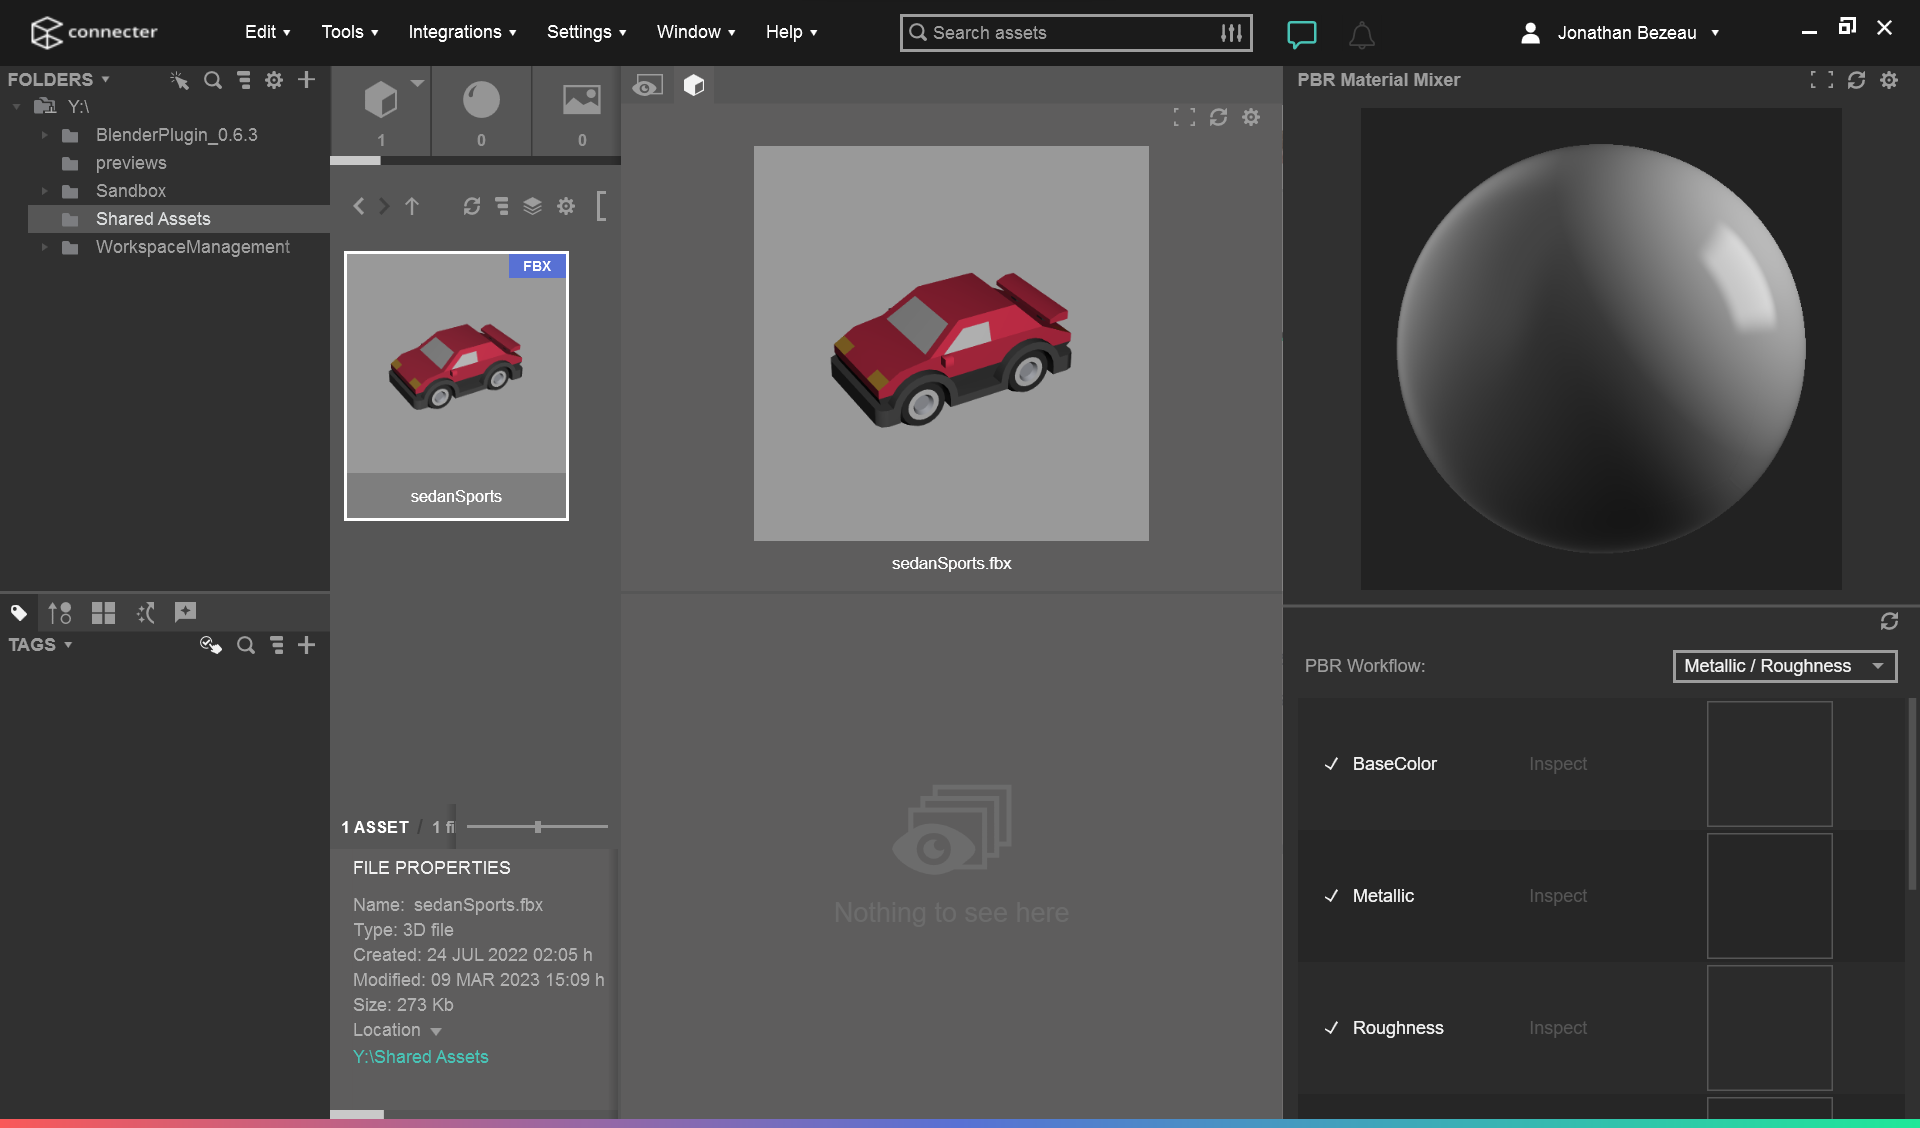 connecter
Edit
Tools
Integrations
Settings
Window
Help
Search assets
Jonathan Bezeau
FOLDERS
Y:\
BlenderPlugin_0.6.3
previews
Sandbox
Shared Assets
WorkspaceManagement
TAGS
1
0
0
FBX
sedanSports
1 ASSET / 1 fi
FILE PROPERTIES
Name: sedanSports.fbx
Type: 3D file
Created: 24 JUL 2022 02:05 h
Modified: 09 MAR 2023 15:09 h
Size: 273 Kb
Location
Y:\Shared Assets
sedanSports.fbx
Nothing to see here
PBR Material Mixer
PBR Workflow:
Metallic / Roughness
BaseColor
Inspect
Metallic
Inspect
Roughness
Inspect